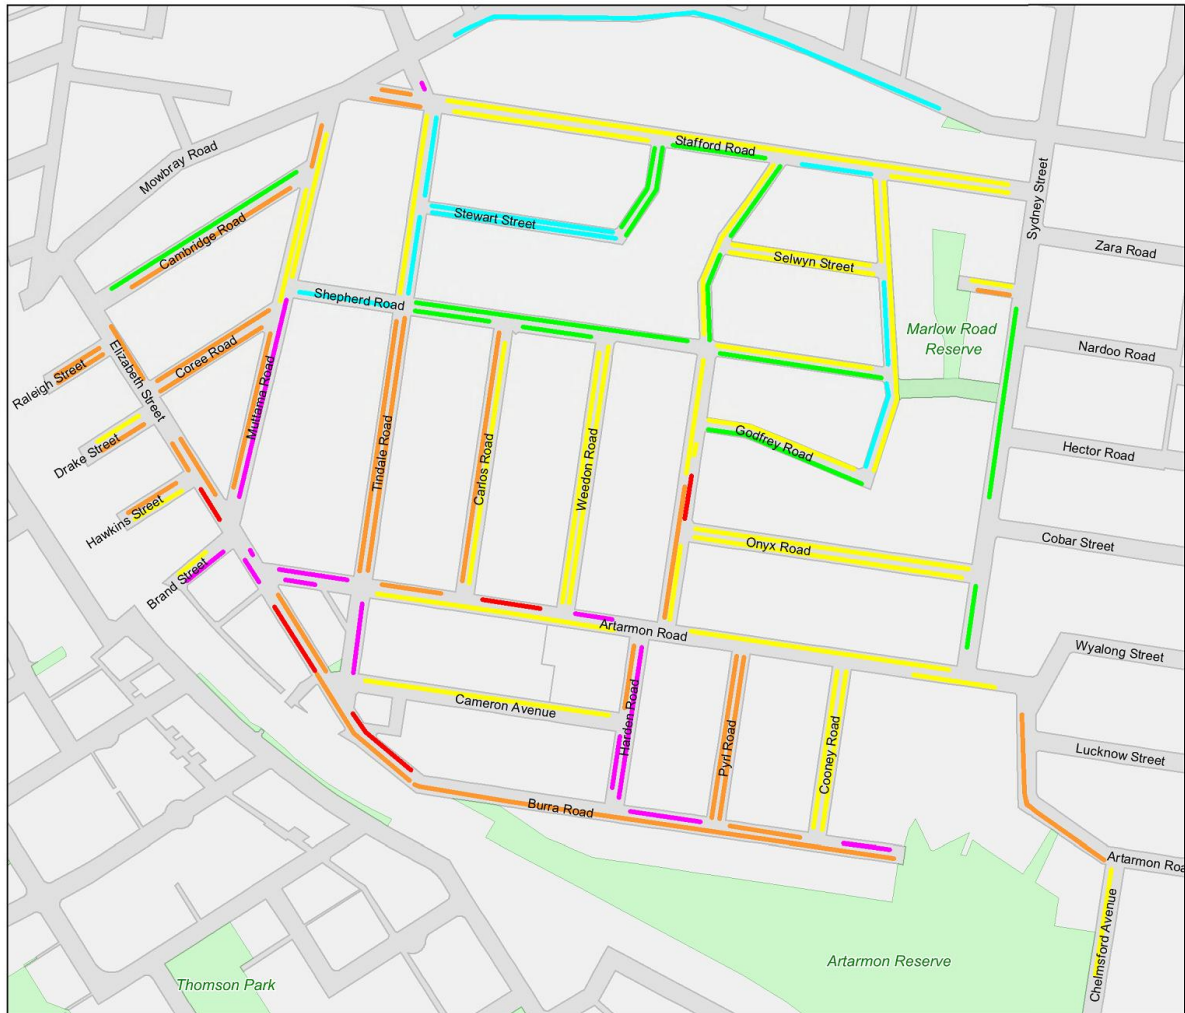 Stafford Road
Mowbray Road
Sydney Street
Stewart Street
Cambridge Road
Zara Road
Selwyn Street
Shepherd Road
Marlow Road
Reserve
Nardoo Road
Coree Road
Elizabeth Street
Raleigh Street
Muttama Road
Drake Street
Godfrey Road
Hector Road
Tindale Road
Carlos Road
Weedon Road
Hawkins Street
Onyx Road
Cobar Street
Brand Street
Artarmon Road
Wyalong Street
Cameron Avenue
Harden Road
Pyrl Road
Cooney Road
Lucknow Street
Burra Road
Artarmon Roa
Chelmsford Avenue
Artarmon Reserve
Thomson Park